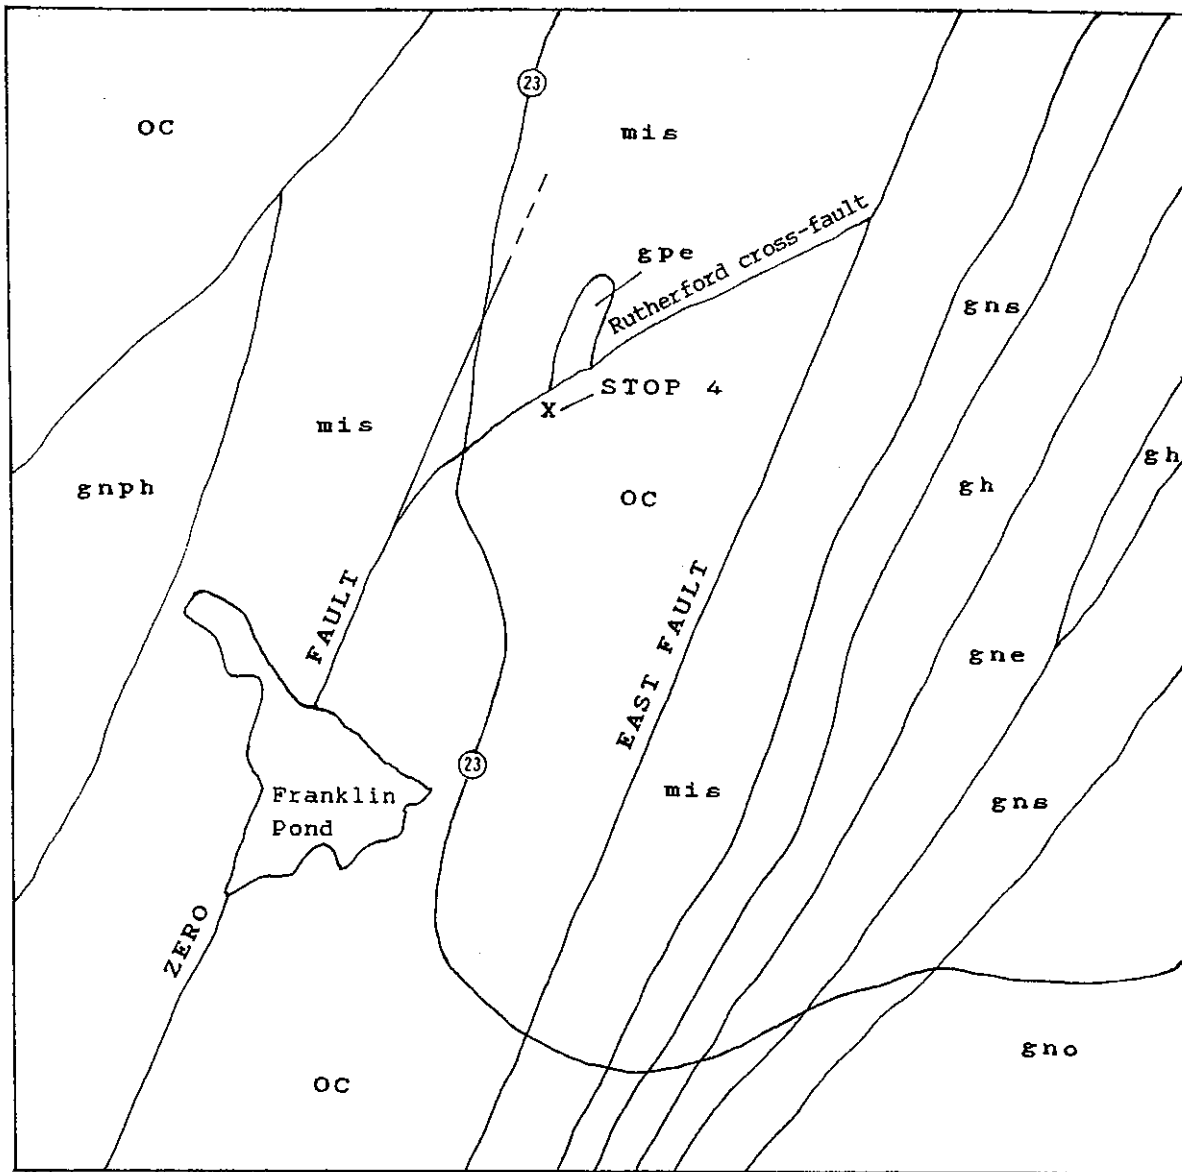 23
OC
mis
Rutherford cross-fault
gpe
gns
STOP 4
X
mis
gh
gh
gnph
OC
FAULT
EAST FAULT
gne
23
mis
gns
Franklin
Pond
ZERO
gno
OC